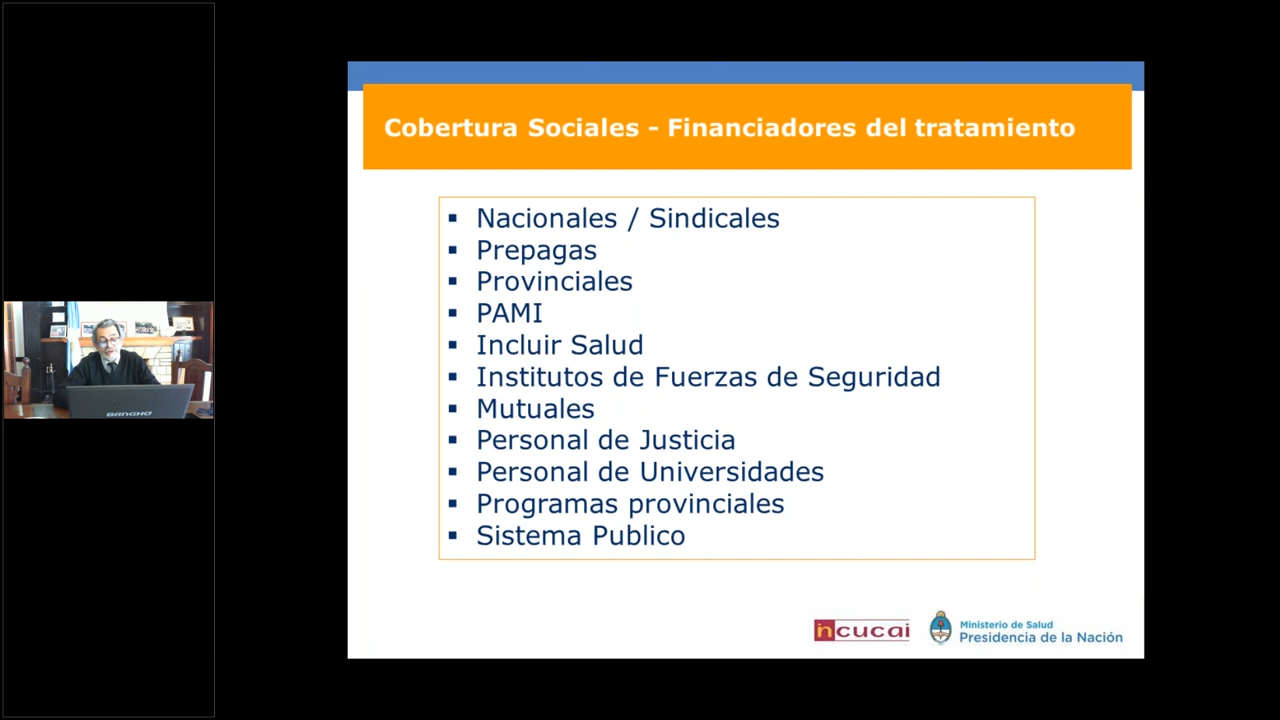 Cobertura Sociales - Financiadores del tratamiento
▪ Nacionales / Sindicales
▪ Prepagas
▪ Provinciales
▪ PAMI
▪ Incluir Salud
▪ Institutos de Fuerzas de Seguridad
▪ Mutuales
▪ Personal de Justicia
▪ Personal de Universidades
▪ Programas provinciales
▪ Sistema Publico
incucai
Ministerio de Salud
Presidencia de la Nación
BANGHO